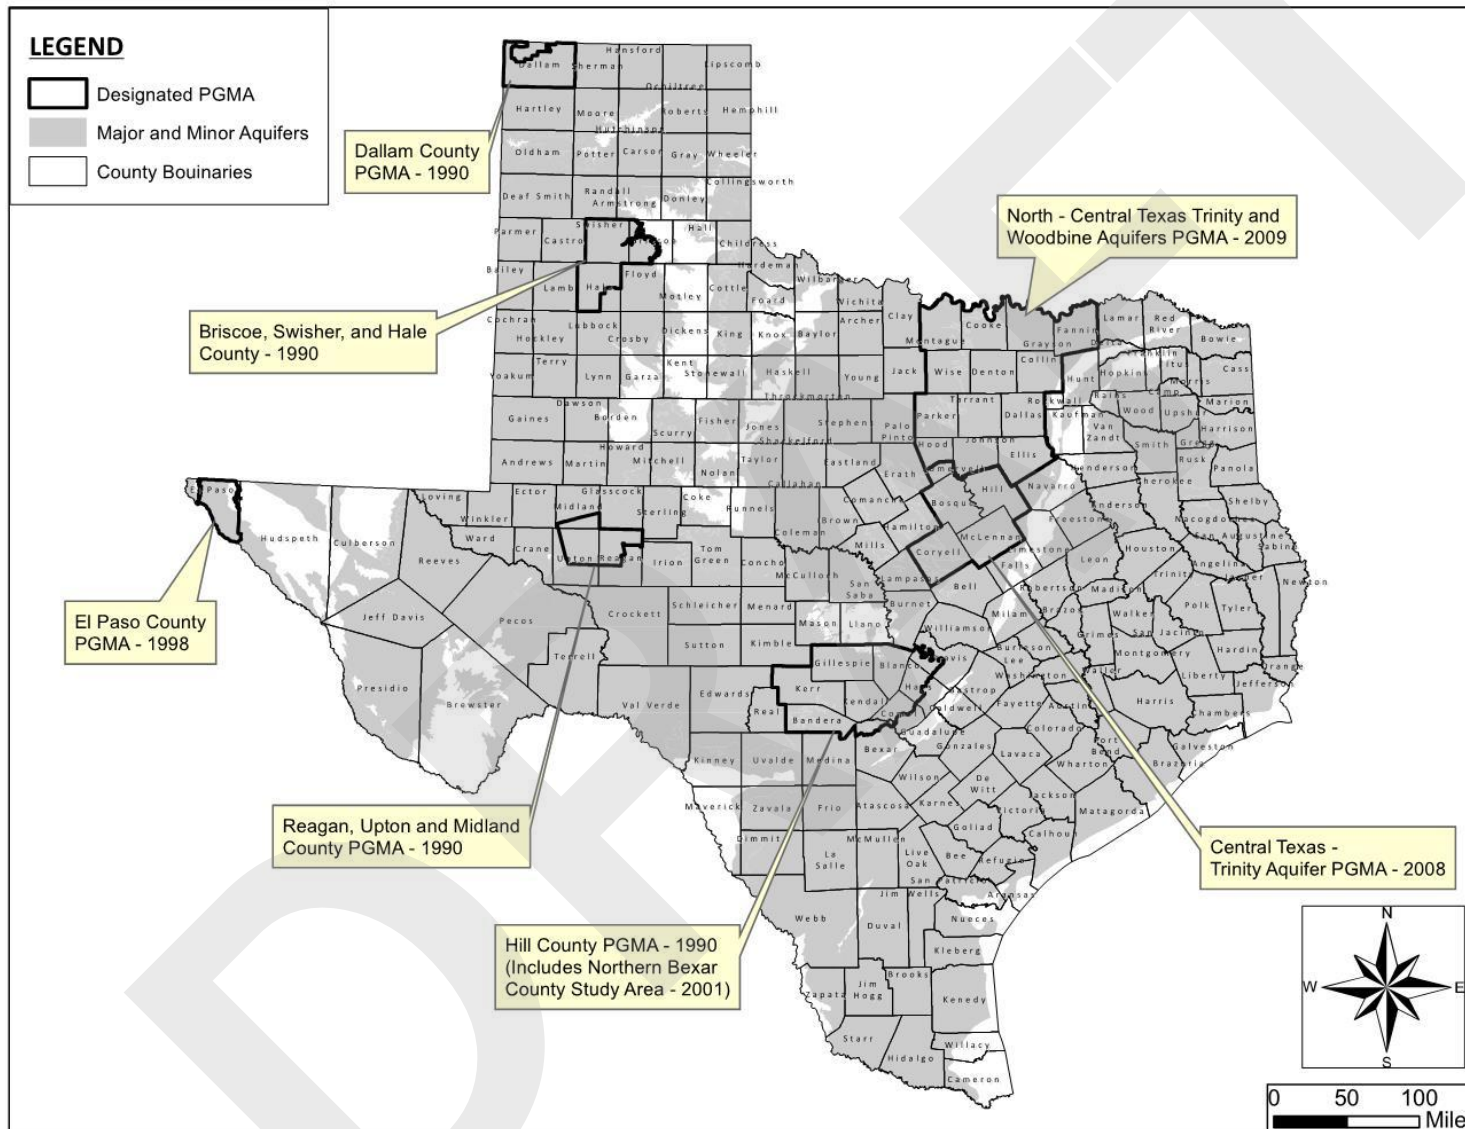 LEGEND
Designated PGMA
Major and Minor Aquifers
County Bouinaries
Dallam County
PGMA - 1990
North - Central Texas Trinity and
Woodbine Aquifers PGMA - 2009
Briscoe, Swisher, and Hale
County - 1990
El Paso County
PGMA - 1998
Reagan, Upton and Midland
County PGMA - 1990
Central Texas -
Trinity Aquifer PGMA - 2008
Hill County PGMA - 1990
(Includes Northern Bexar
County Study Area - 2001)
Hansford
Dallam Sherman Lipscomb
Ochiltree
Hartley Moore Roberts Hemphill
Hutchinson
Oldham Potter Carson Gray Wheeler
Collingsworth
Deaf Smith Randall Donley
Armstrong
Parmer Castro Swisher Hall Childress
Hardeman
Bailey Lamb Hale Floyd Motley Cottle Foard Wilbarger Wichita
Cochran Hockley Lubbock Crosby Dickens King Knox Baylor Archer Clay Montague Cooke Grayson Fannin Lamar Red River Bowie
Delta
Yoakum Terry Lynn Garza Kent Stonewall Haskell Throckmorton Young Jack Wise Denton Collin Hunt Hopkins Franklin Titus Morris Cass
Camp
Gaines Dawson Borden Scurry Fisher Jones Shackelford Stephens Palo Pinto Parker Tarrant Dallas Rockwall Kaufman Rains Wood Upshur Marion
Van Zandt Harrison
Andrews Martin Howard Mitchell Nolan Taylor Callahan Eastland Erath Hood Johnson Ellis Henderson Smith Gregg Rusk Panola
Somervell
El Paso Hudspeth Culberson Loving Winkler Ector Midland Glasscock Sterling Coke Runnels Coleman Brown Comanche Hamilton Bosque Hill Navarro Freestone Anderson Cherokee Shelby
Nacogdoches
San Augustine
Sabine
Reeves Ward Crane Upton Reagan Irion Tom Green Concho McCulloch San Saba Mills Lampasas Coryell McLennan Limestone Falls Leon Houston Angelina
Bell Robertson Madison Trinity Jasper Newton
Jeff Davis Pecos Crockett Schleicher Menard Mason Llano Burnet Williamson Milam Brazos Grimes Walker Polk Tyler
San Jacinto
Presidio Brewster Terrell Sutton Kimble Gillespie Blanco Travis Lee Burleson Washington Waller Montgomery Liberty Hardin Orange Jefferson
Val Verde Edwards Real Kerr Kendall Hays Bandera Comal Caldwell Bastrop Fayette Austin Harris Chambers
Kinney Uvalde Medina Bexar Guadalupe Gonzales Lavaca Colorado Fort Bend Wharton Brazoria Galveston
Maverick Zavala Frio Atascosa Wilson Karnes De Witt Victoria Jackson Matagorda
Dimmit La Salle McMullen Live Oak Bee Goliad Refugio Calhoun
San Patricio
Aransas
Webb Duval Jim Wells Nueces Kleberg
Zapata Jim Hogg Brooks Kenedy
Starr Hidalgo Willacy
Cameron
N
W E
S
0 50 100
Mile
DRAFT